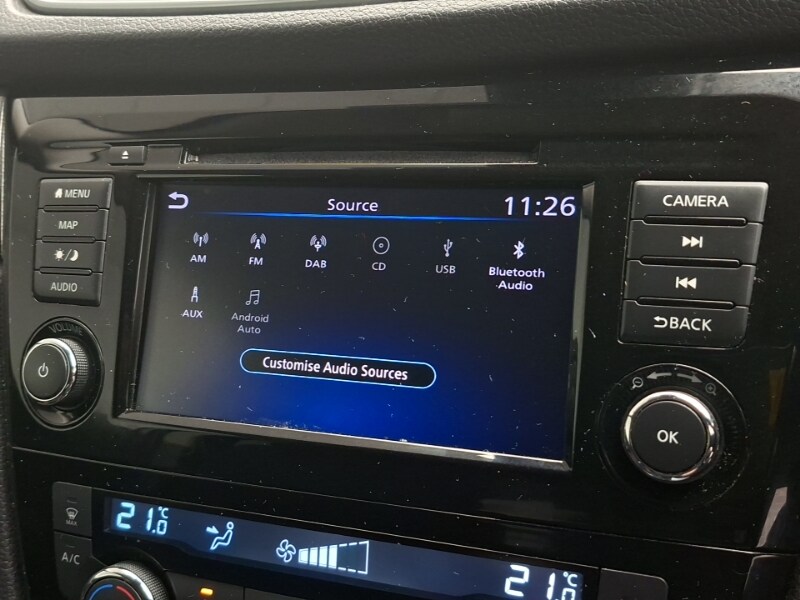 MENU
MAP
AUDIO
VOLUME
Source
11:26
AM
FM
DAB
CD
USB
Bluetooth
Audio
AUX
Android
Auto
Customise Audio Sources
CAMERA
BACK
OK
MAX
A/C
21.0°C
21.0°C